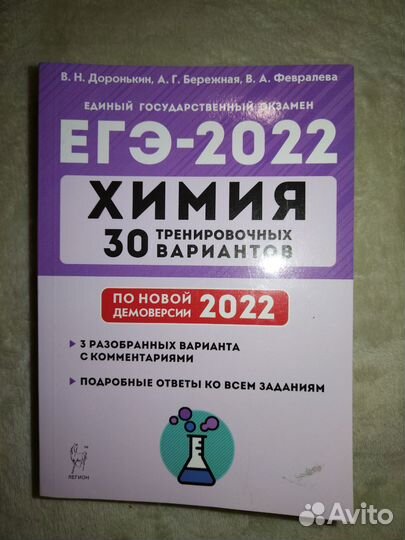 В. Н. Доронькин, А. Г. Бережная, В. А. Февралева
ЕДИНЫЙ ГОСУДАРСТВЕННЫЙ ЭКЗАМЕН
ЕГЭ-2022
ХИМИЯ
30 ТРЕНИРОВОЧНЫХ
ВАРИАНТОВ
ПО НОВОЙ
ДЕМОВЕРСИИ 2022
3 РАЗОБРАННЫХ ВАРИАНТА
С КОММЕНТАРИЯМИ
ПОДРОБНЫЕ ОТВЕТЫ КО ВСЕМ ЗАДАНИЯМ
ЛЕГИОН
Avito